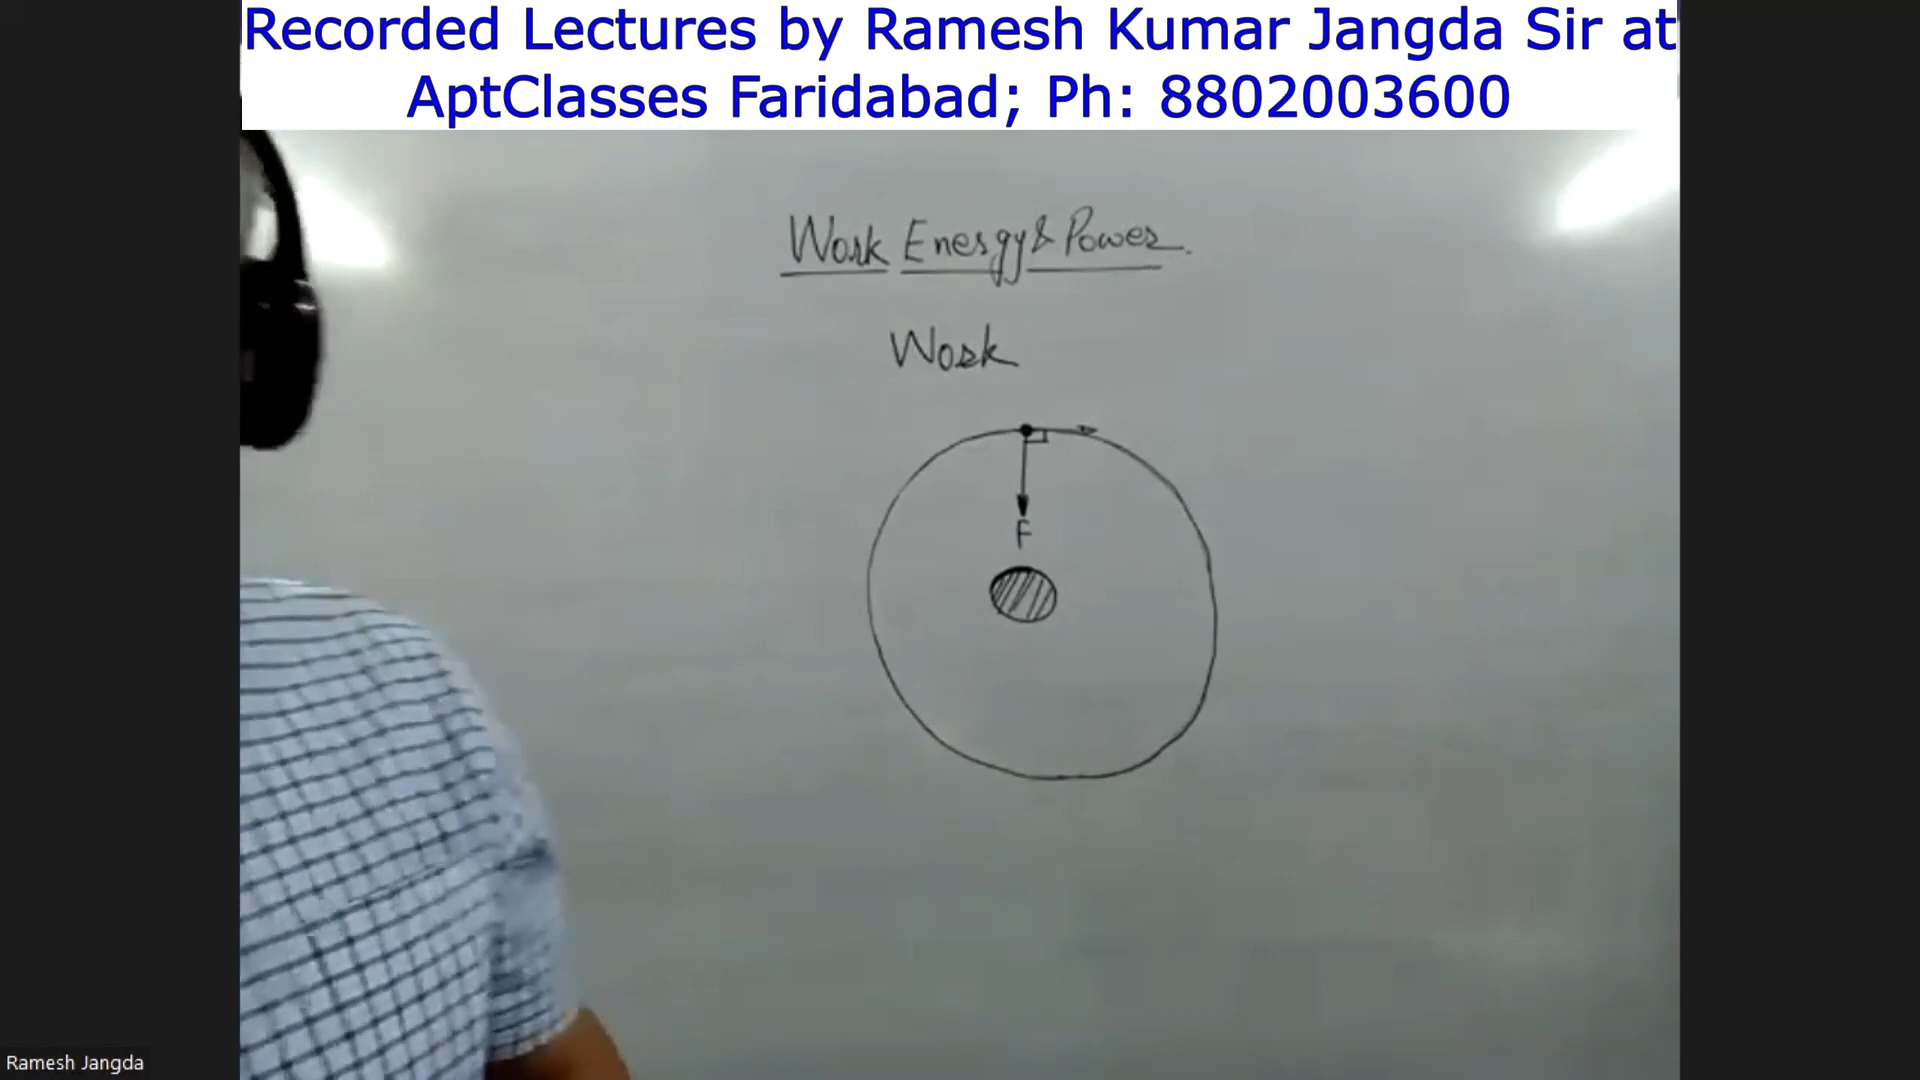 Recorded Lectures by Ramesh Kumar Jangda Sir at
AptClasses Faridabad; Ph: 8802003600
Work Energy & Power.
Work
F
Ramesh Jangda